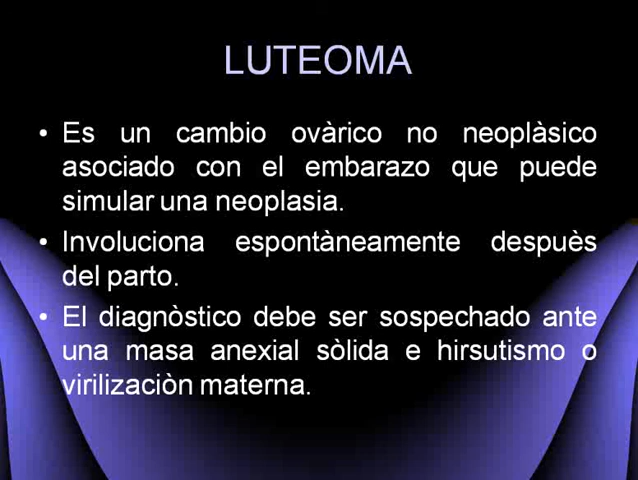 LUTEOMA
• Es un cambio ovàrico no neoplàsico
asociado con el embarazo que puede
simular una neoplasia.
• Involuciona espontàneamente despuès
del parto.
• El diagnòstico debe ser sospechado ante
una masa anexial sòlida e hirsutismo o
virilizaciòn materna.